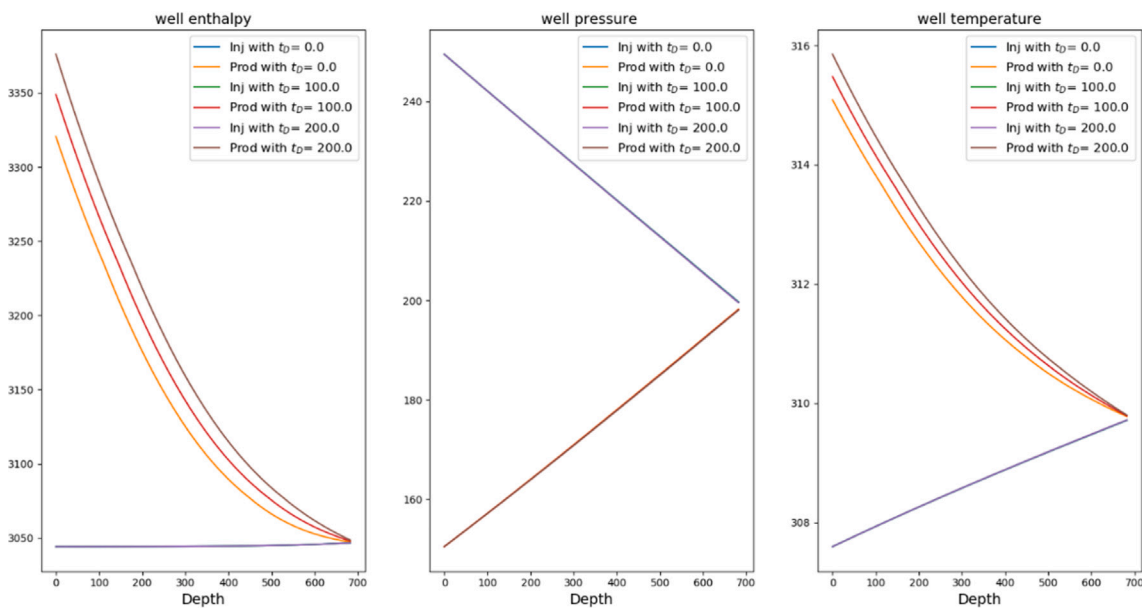 well enthalpy
3350
3300
3250
3200
3150
3100
3050
Inj with t_D= 0.0
Prod with t_D= 0.0
Inj with t_D= 100.0
Prod with t_D= 100.0
Inj with t_D= 200.0
Prod with t_D= 200.0
0 100 200 300 400 500 600 700
Depth
well pressure
240
220
200
180
160
Inj with t_D= 0.0
Prod with t_D= 0.0
Inj with t_D= 100.0
Prod with t_D= 100.0
Inj with t_D= 200.0
Prod with t_D= 200.0
0 100 200 300 400 500 600 700
Depth
well temperature
316
314
312
310
308
Inj with t_D= 0.0
Prod with t_D= 0.0
Inj with t_D= 100.0
Prod with t_D= 100.0
Inj with t_D= 200.0
Prod with t_D= 200.0
0 100 200 300 400 500 600 700
Depth